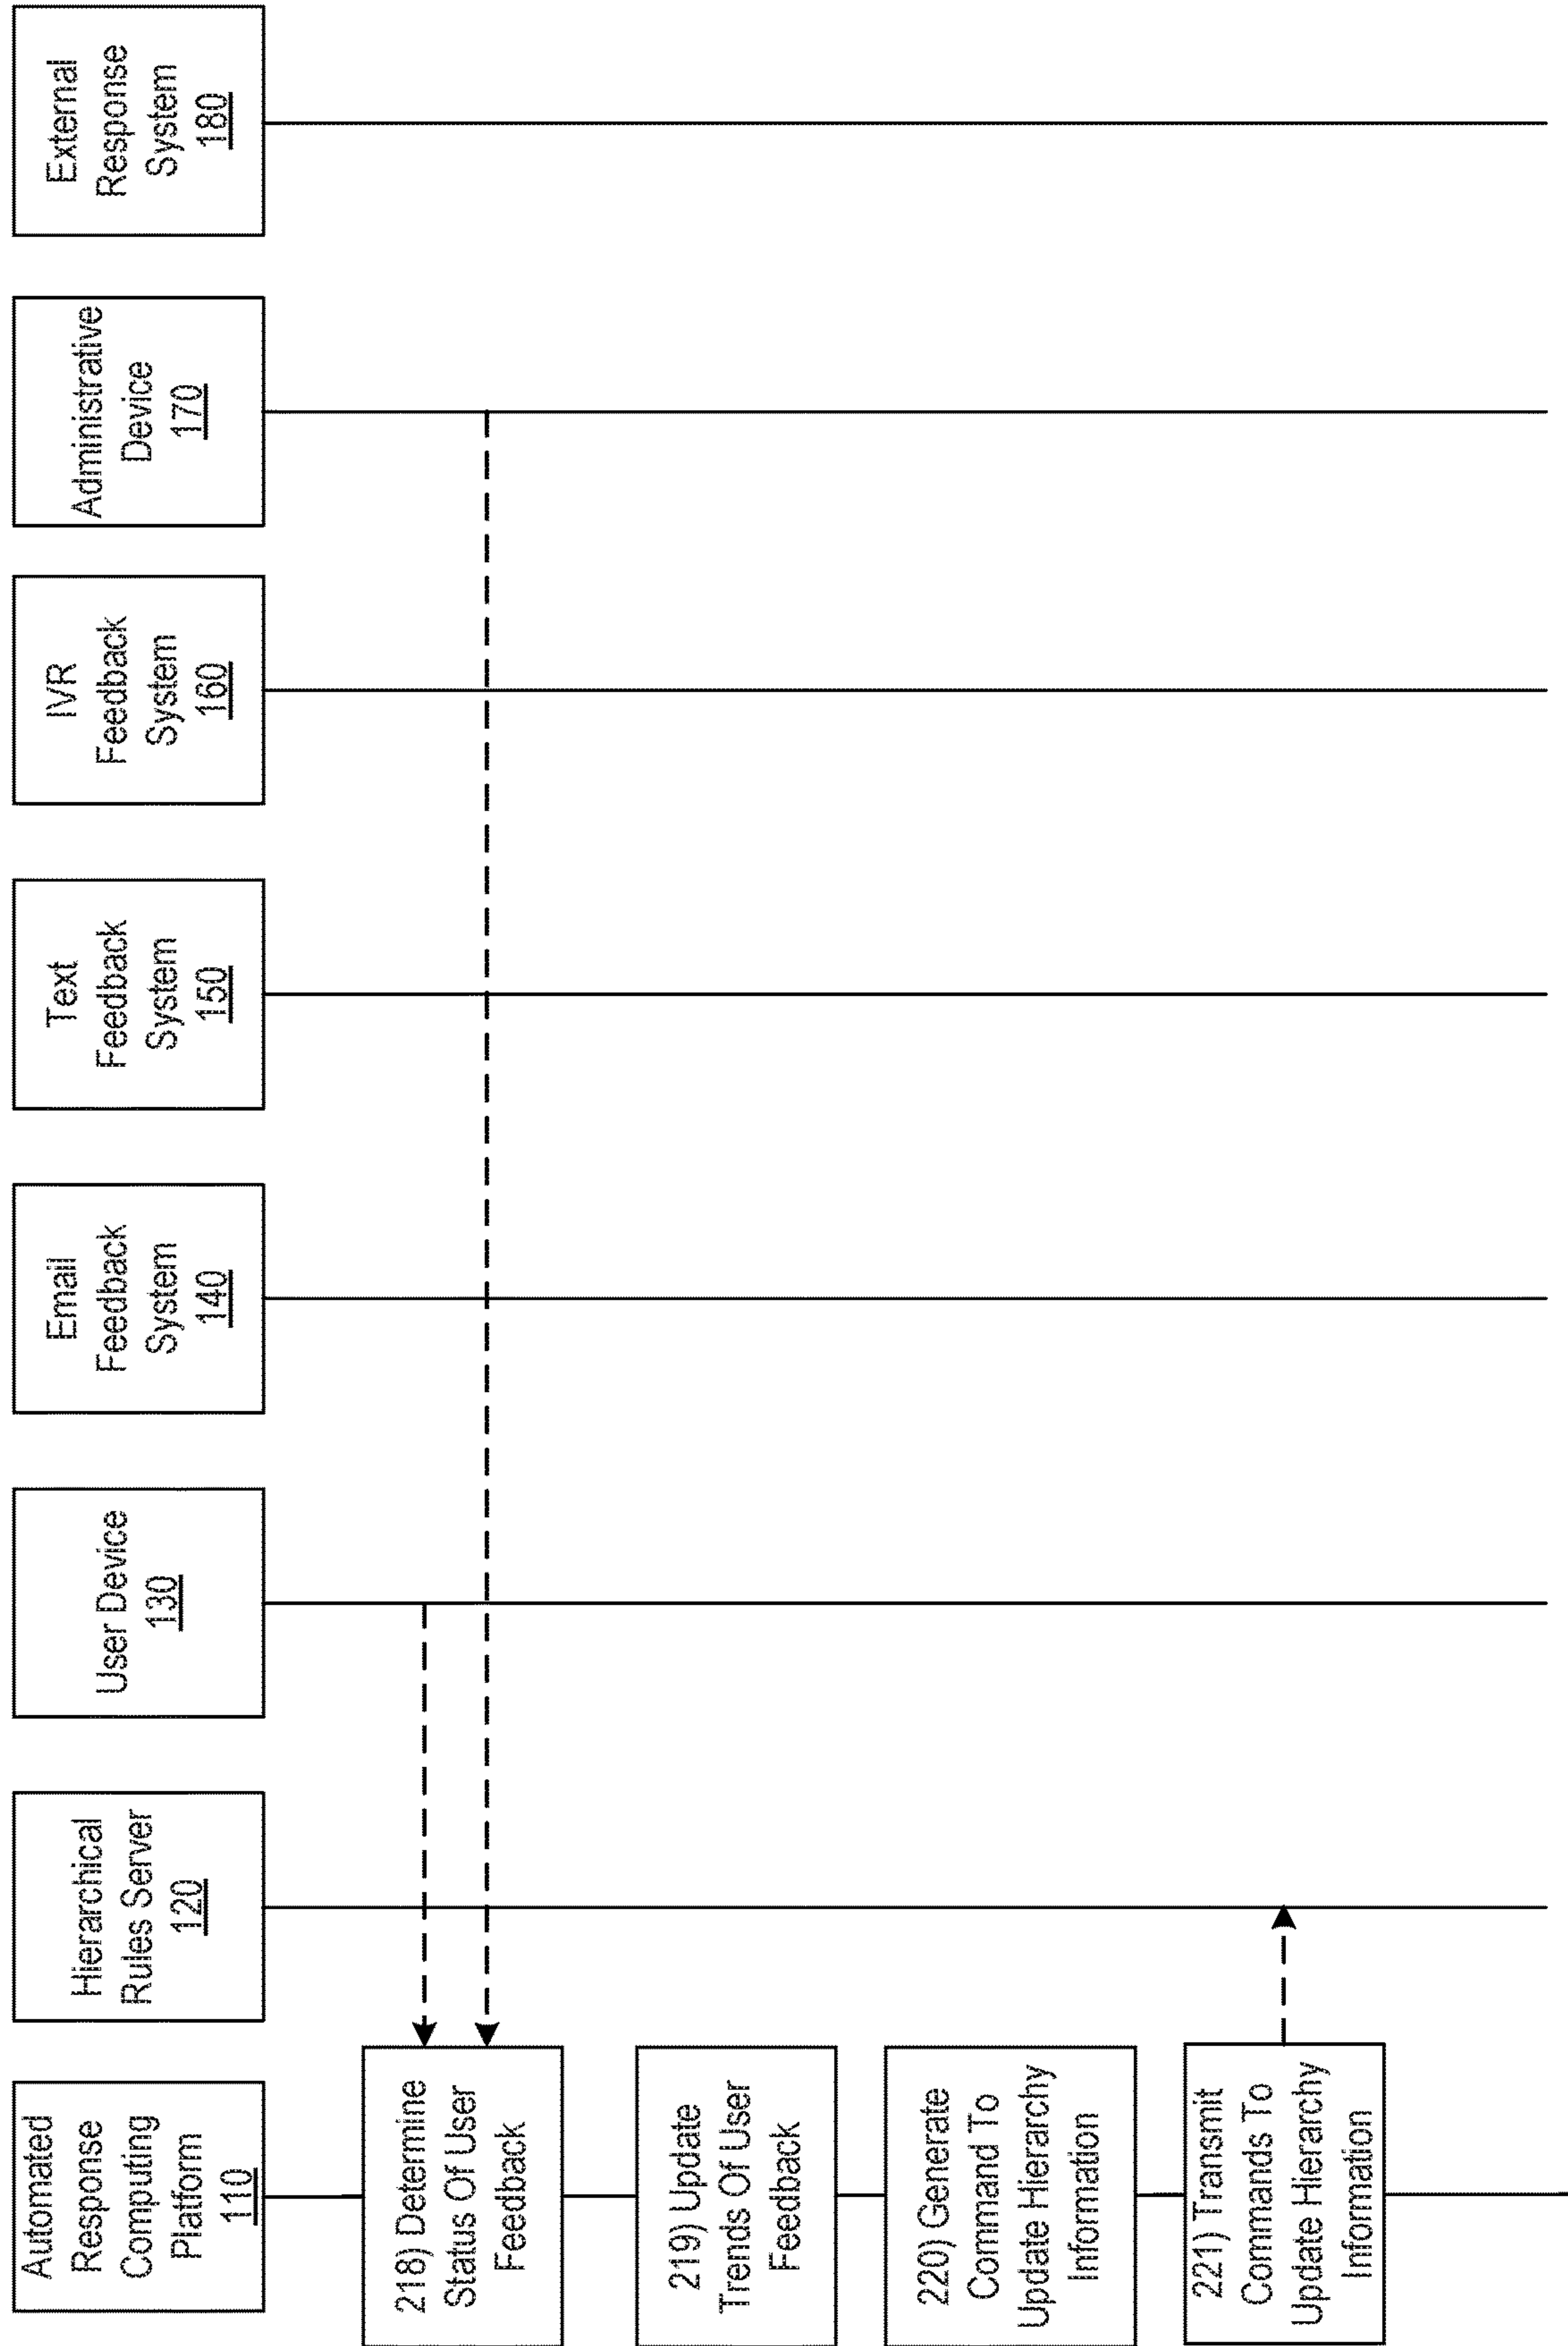 Automated
Response
Computing
Platform
110
Hierarchical
Rules Server
120
User Device
130
Email
Feedback
System
140
Text
Feedback
System
150
IVR
Feedback
System
160
Administrative
Device
170
External
Response
System
180
218) Determine
Status Of User
Feedback
219) Update
Trends Of User
Feedback
220) Generate
Command To
Update Hierarchy
Information
221) Transmit
Commands To
Update Hierarchy
Information